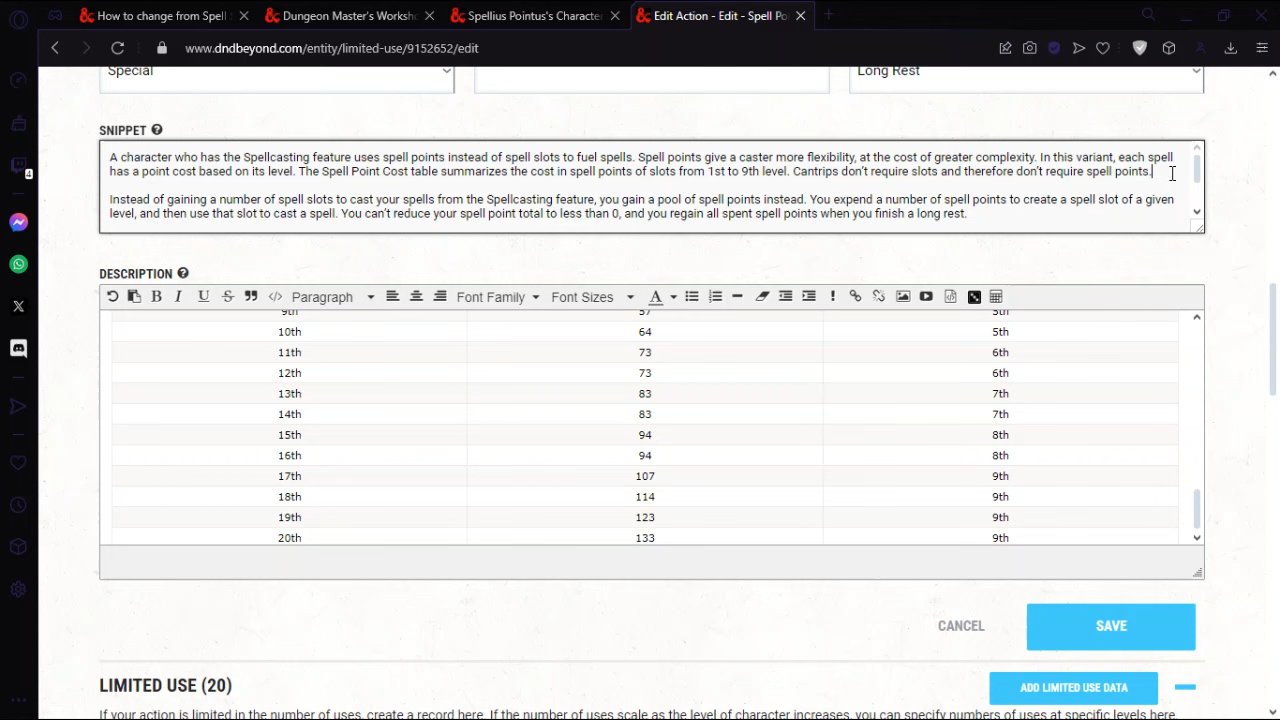 How to change from Spell
Dungeon Master's Worksh
Spellius Pointus's Character
Edit Action - Edit - Spell Po
www.dndbeyond.com/entity/limited-use/9152652/edit
Special
Long Rest
SNIPPET
A character who has the Spellcasting feature uses spell points instead of spell slots to fuel spells. Spell points give a caster more flexibility, at the cost of greater complexity. In this variant, each spell
has a point cost based on its level. The Spell Point Cost table summarizes the cost in spell points of slots from 1st to 9th level. Cantrips don't require slots and therefore don't require spell points.
Instead of gaining a number of spell slots to cast your spells from the Spellcasting feature, you gain a pool of spell points instead. You expend a number of spell points to create a spell slot of a given
level, and then use that slot to cast a spell. You can't reduce your spell point total to less than 0, and you regain all spent spell points when you finish a long rest.
4
DESCRIPTION
Paragraph Font Family Font Sizes
9th 57 5th
10th 64 5th
11th 73 6th
12th 73 6th
13th 83 7th
14th 83 7th
15th 94 8th
16th 94 8th
17th 107 9th
18th 114 9th
19th 123 9th
20th 133 9th
CANCEL SAVE
LIMITED USE (20) ADD LIMITED USE DATA
If your action is limited in the number of uses, create a record here. If the number of uses scale as the level of character increases, you can specify numbers of uses at specific levels here.